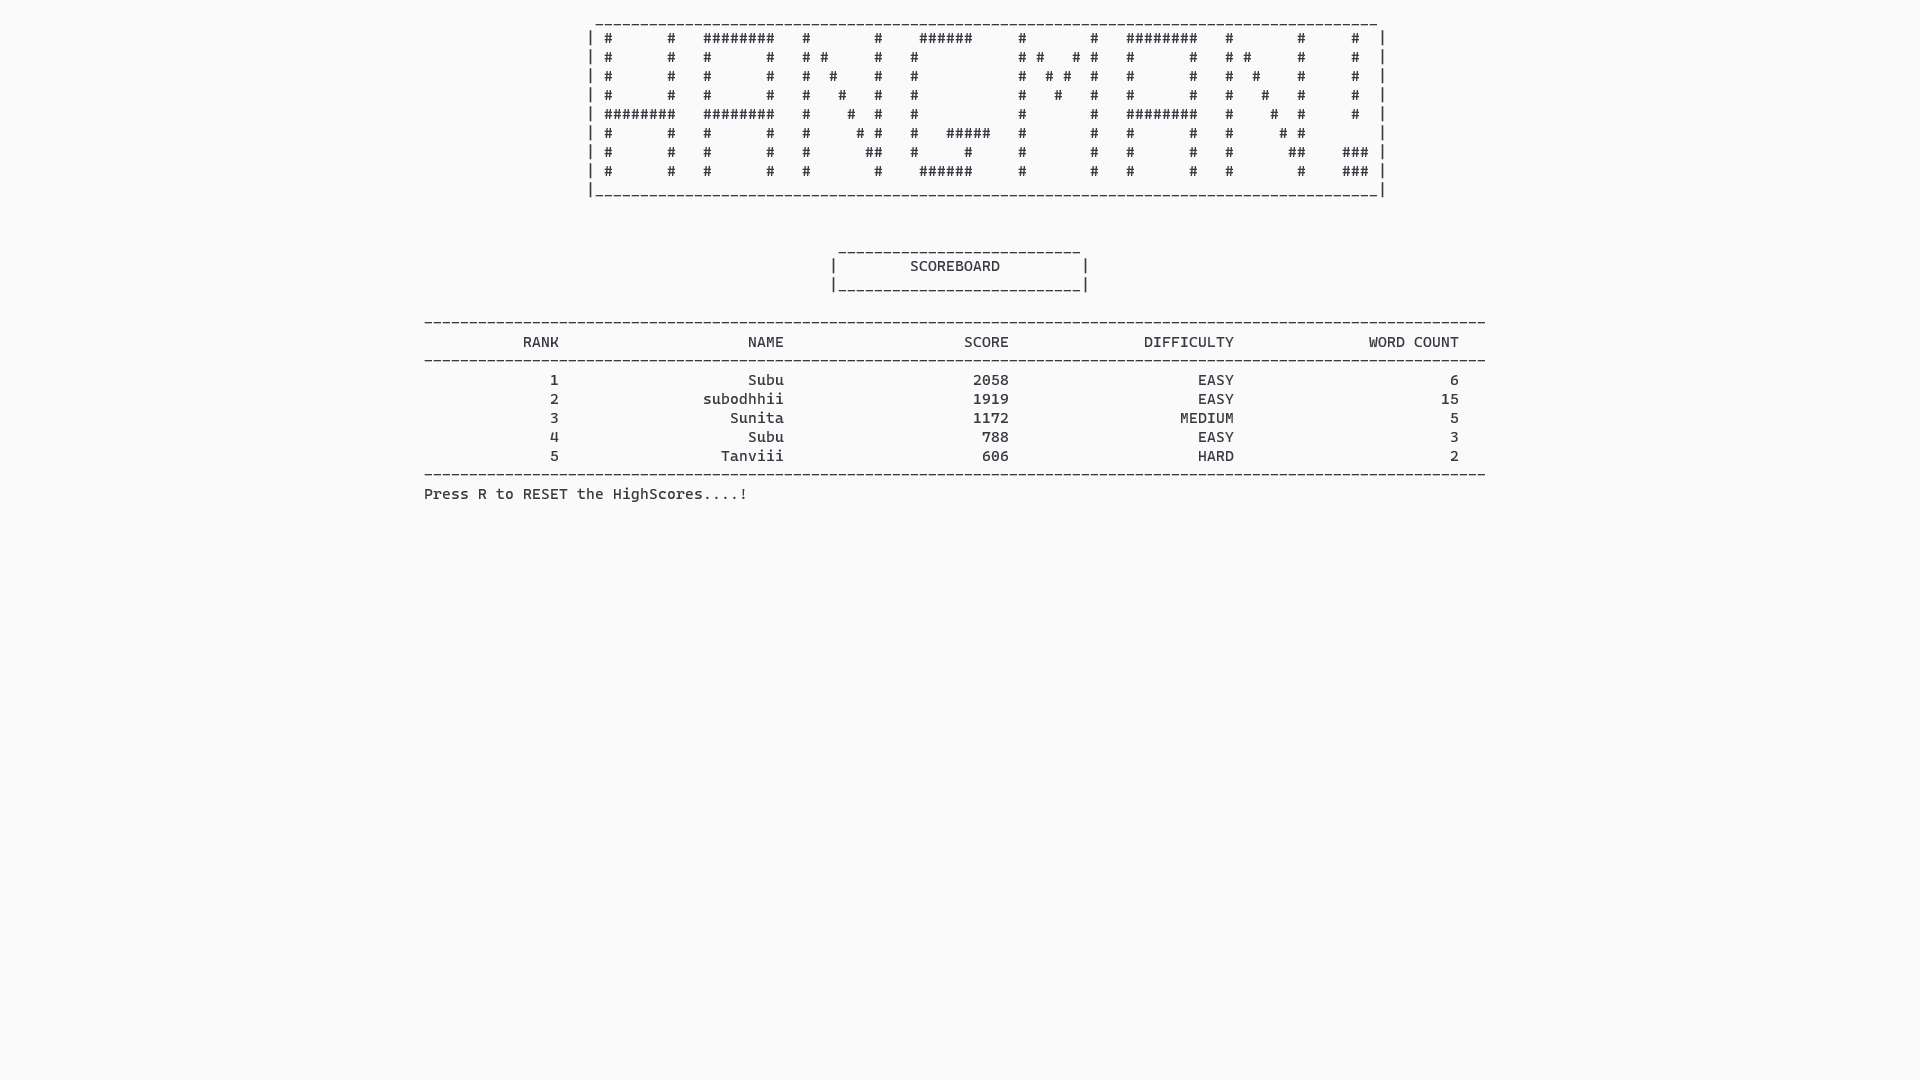 HANGMAN!
SCOREBOARD
RANK NAME SCORE DIFFICULTY WORD COUNT
1 Subu 2058 EASY 6
2 subodhhii 1919 EASY 15
3 Sunita 1172 MEDIUM 5
4 Subu 788 EASY 3
5 Tanviii 606 HARD 2
Press R to RESET the HighScores....!